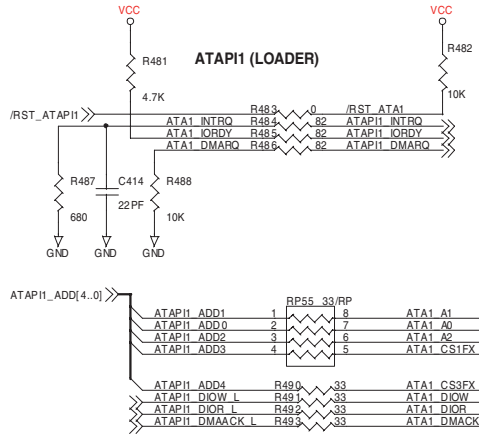 VCC VCC
R481 ATAPI1 (LOADER) R482
4.7K 10K
/RST_ATAPI1 R483 0 /RST_ATA1
ATA1_INTRQ R484 82 ATAPI1_INTRQ
ATA1_IORDY R485 82 ATAPI1_IORDY
ATA1_DMARQ R486 82 ATAPI1_DMARQ
R487 C414 R488
680 22PF 10K
GND GND GND
ATAPI1_ADD[4..0] RP55 33/RP
ATAPI1_ADD1 1 8 ATA1_A1
ATAPI1_ADD0 2 7 ATA1_A0
ATAPI1_ADD2 3 6 ATA1_A2
ATAPI1_ADD3 4 5 ATA1_CS1FX
ATAPI1_ADD4 R490 33 ATA1_CS3FX
ATAPI1_DIOW_L R491 33 ATA1_DIOW
ATAPI1_DIOR_L R492 33 ATA1_DIOR
ATAPI1_DMAACK_L R493 33 ATA1_DMACK